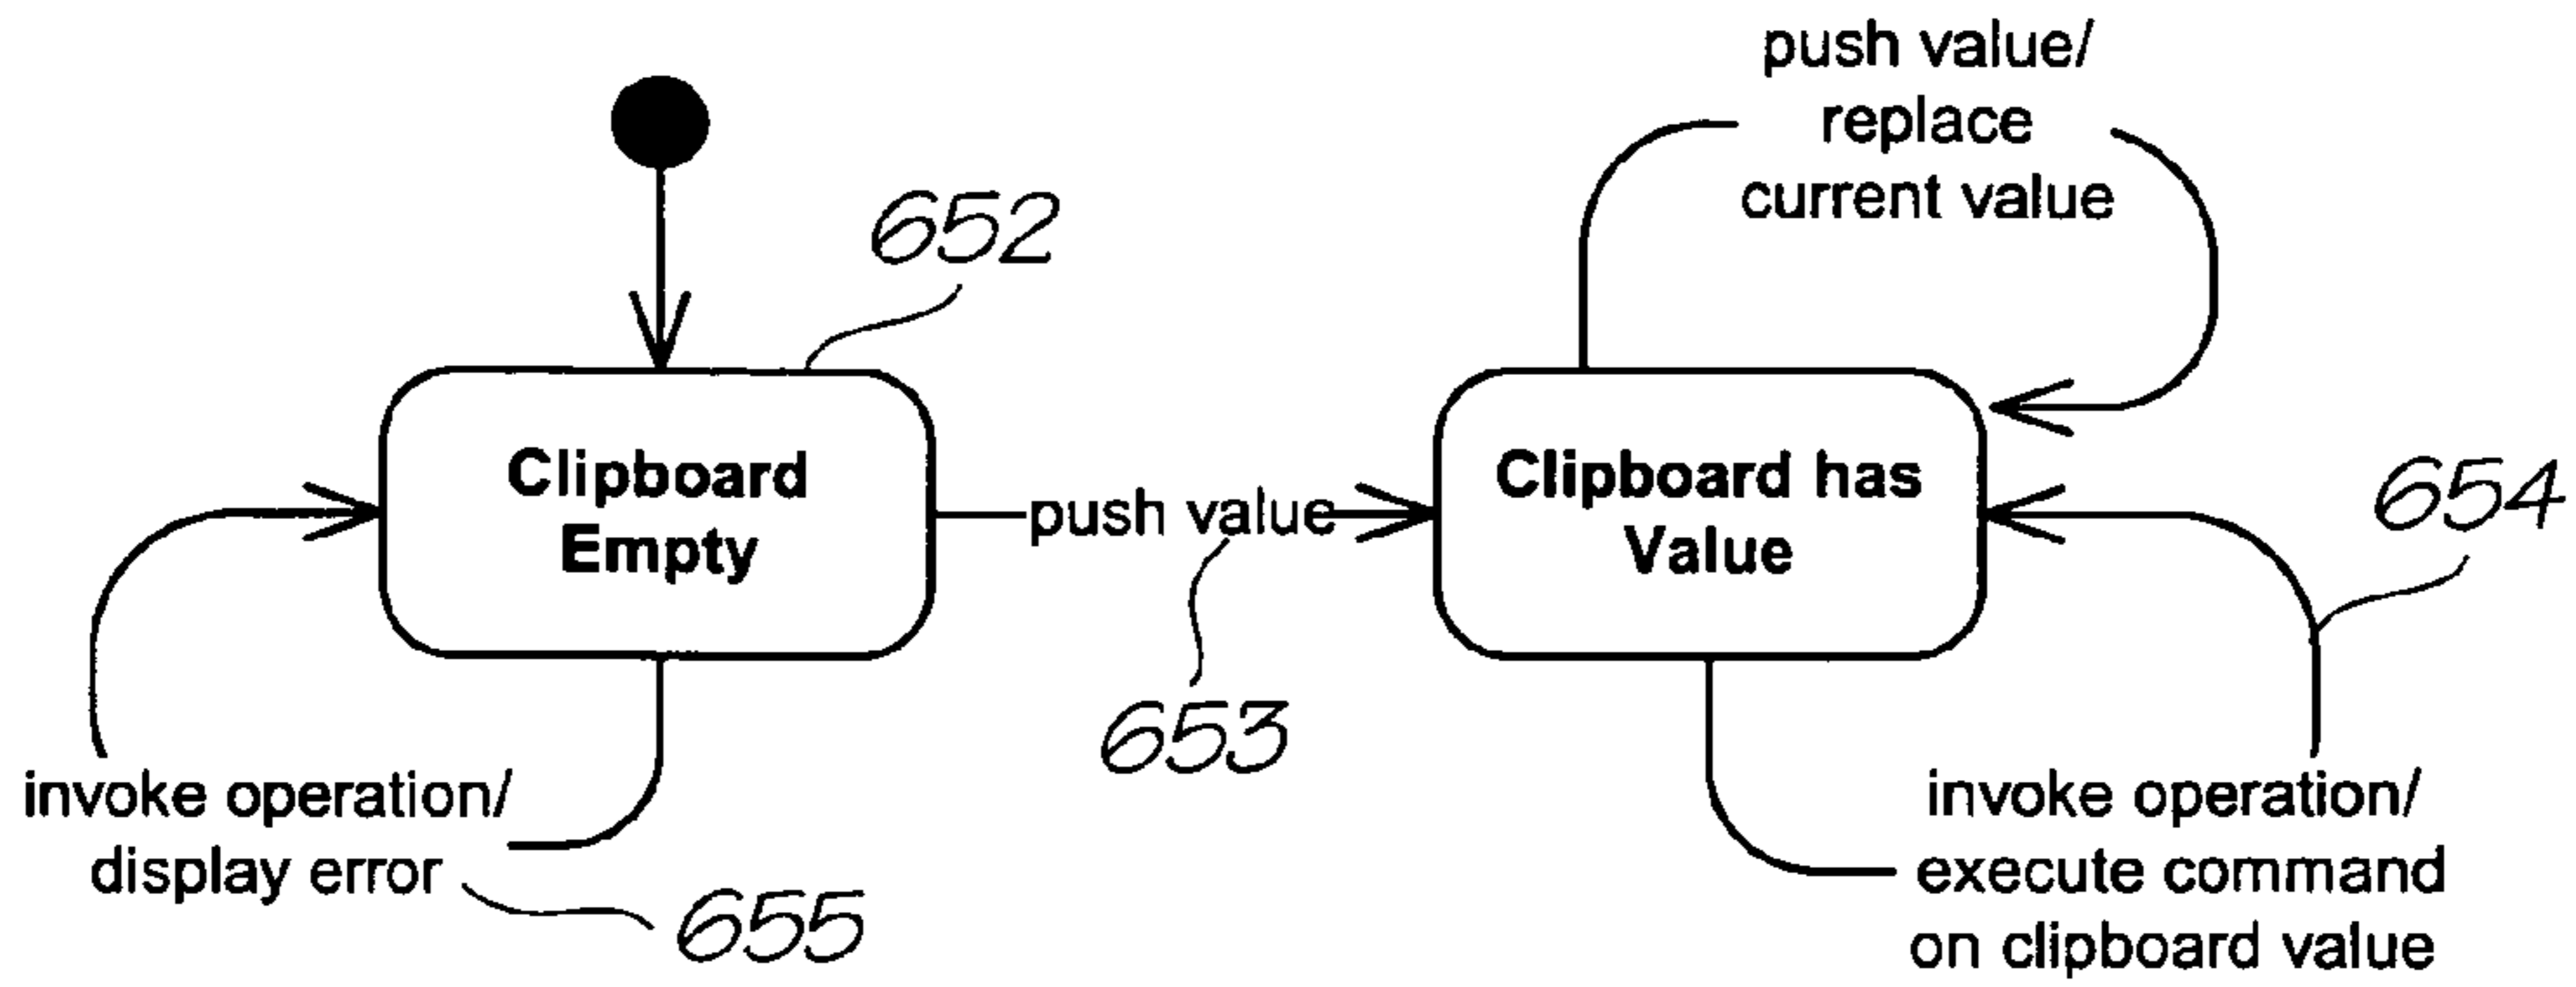 push value/
replace
current value
652
Clipboard
Empty
push value
Clipboard has
Value
654
653
invoke operation/
display error
655
invoke operation/
execute command
on clipboard value